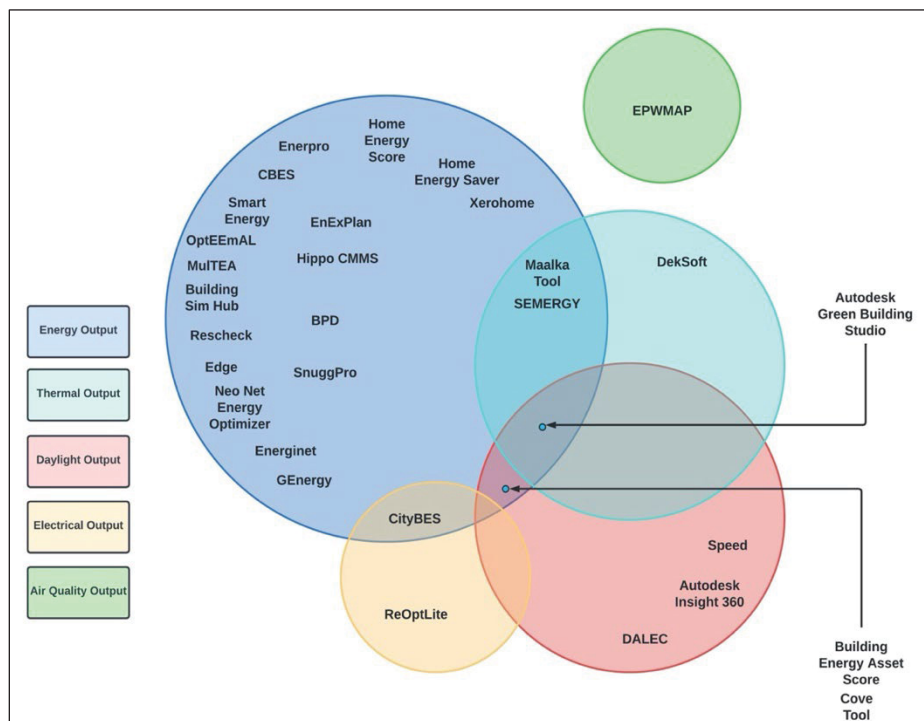 EPWMAP
Home
Energy
Score
Enerpro
Home
Energy Saver
CBES
Xerohome
Smart
Energy
EnExPlan
OptEEmAL
Hippo CMMS
MulTEA
Building
Sim Hub
BPD
Rescheck
Edge
SnuggPro
Neo Net
Energy
Optimizer
Energinet
GEnergy
Maalka
Tool
SEMERGY
DekSoft
Autodesk
Green Building
Studio
Energy Output
Thermal Output
Daylight Output
Electrical Output
Air Quality Output
CityBES
ReOptLite
Speed
Autodesk
Insight 360
DALEC
Building
Energy Asset
Score
Cove
Tool